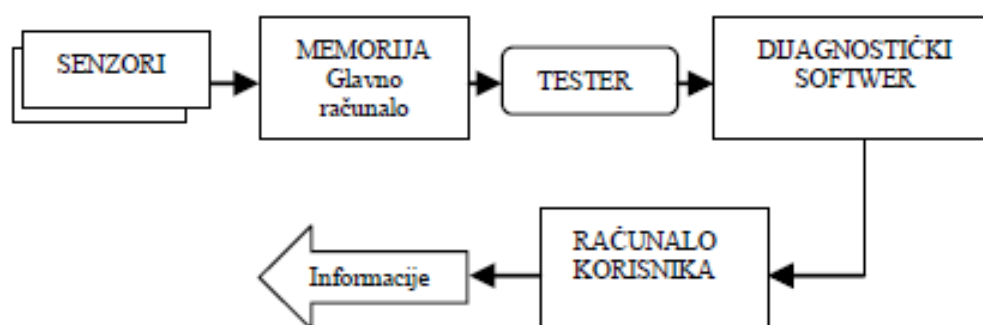 SENZORI
MEMORIJA
Glavno
računalo
TESTER
DIJAGNOSTIČKI
SOFTWER
RAČUNALO
KORISNIKA
Informacije